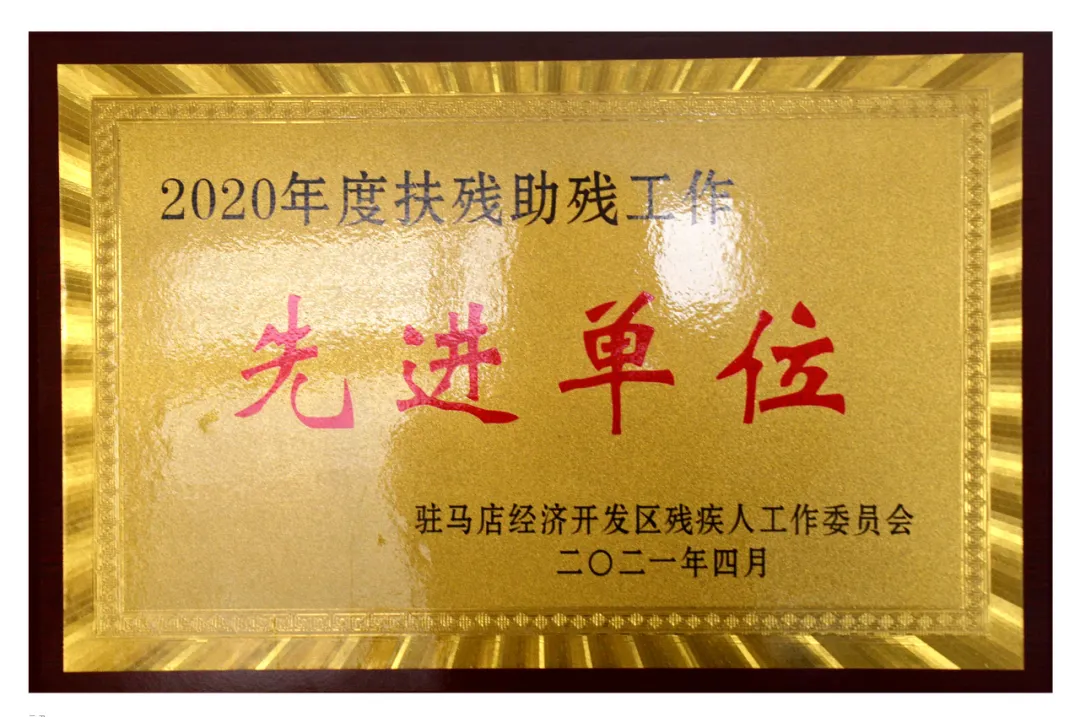 2020年度扶残助残工作
先进单位
驻马店经济开发区残疾人工作委员会
二〇二一年四月